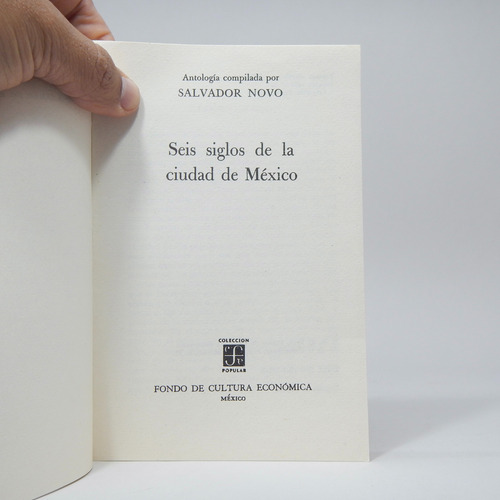 Antología compilada por
SALVADOR NOVO
Seis siglos de la
ciudad de México
COLECCION
POPULAR
FONDO DE CULTURA ECONÓMICA
MÉXICO